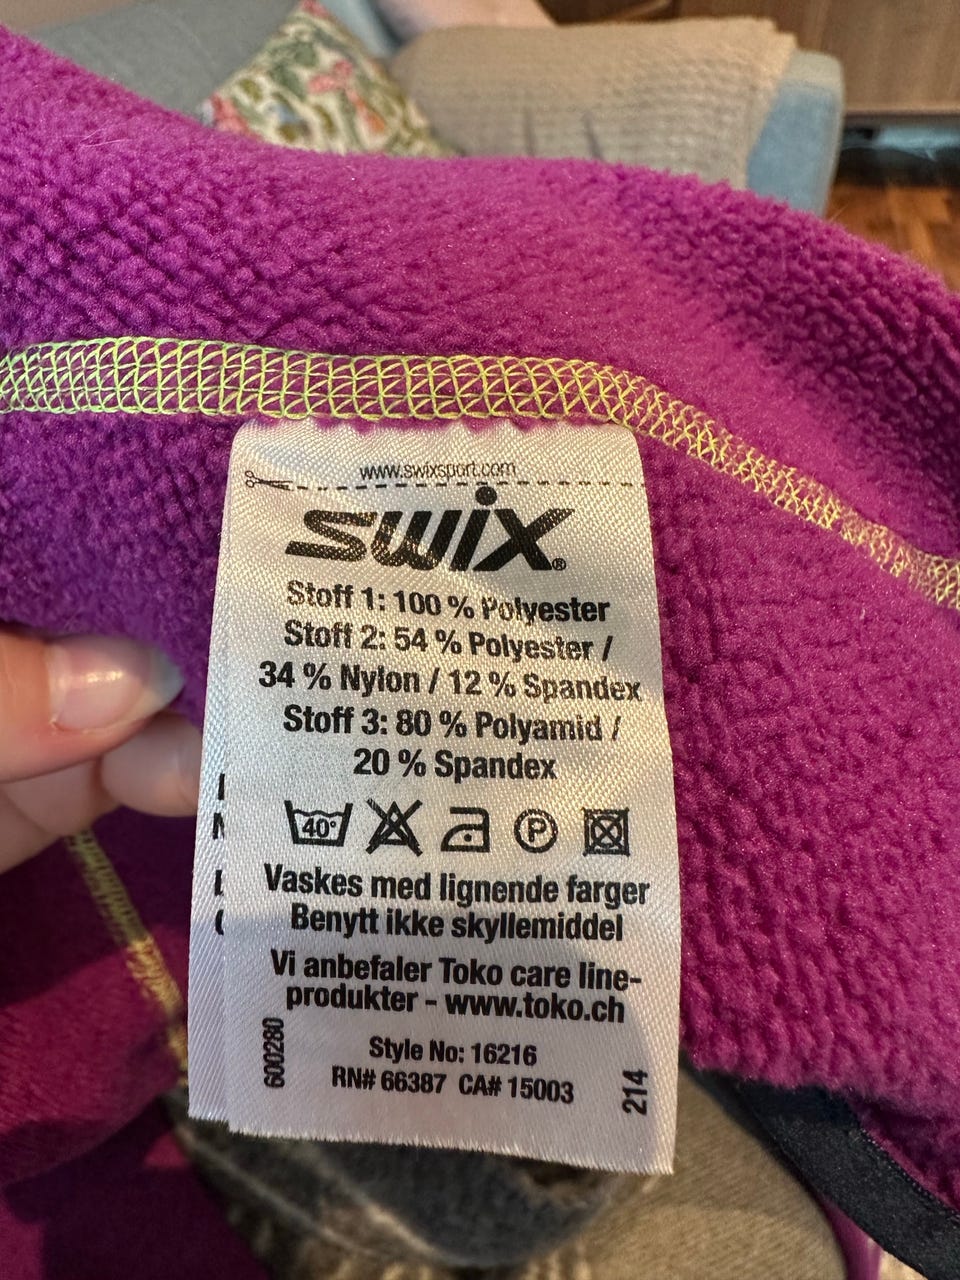 www.swixsport.com
swix®
Stoff 1: 100 % Polyester
Stoff 2: 54 % Polyester /
34 % Nylon / 12 % Spandex
Stoff 3: 80 % Polyamid /
20 % Spandex
40° P
Vaskes med lignende farger
Benytt ikke skyllemiddel
Vi anbefaler Toko care line-
produkter - www.toko.ch
600280
Style No: 16216
RN# 66387 CA# 15003
214